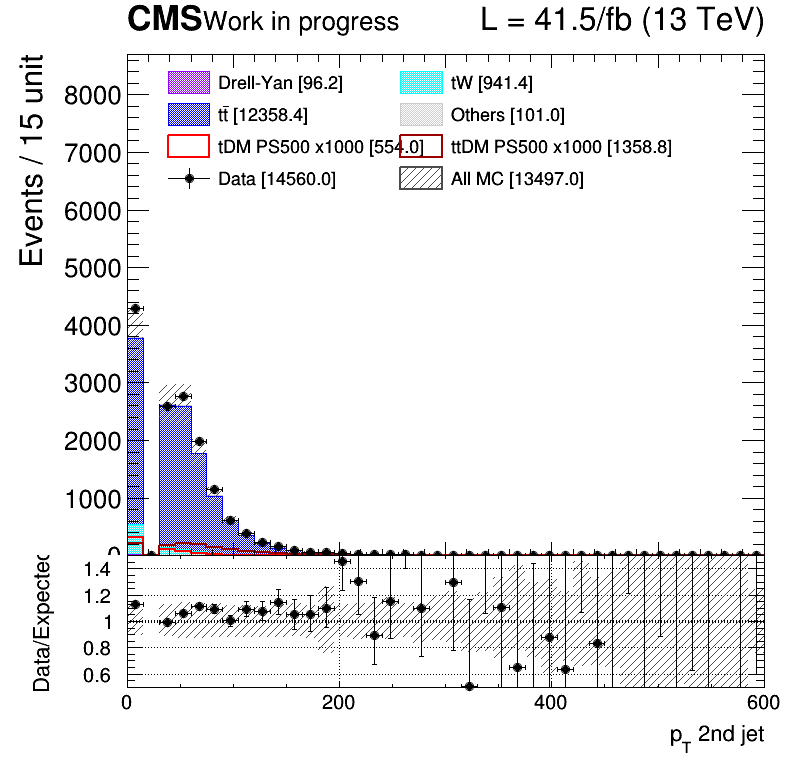 CMS Work in progress L = 41.5/fb (13 TeV)
Events / 15 unit
Drell-Yan [96.2] tW [941.4]
tt̄ [12358.4] Others [101.0]
tDM PS500 x1000 [554.0] ttDM PS500 x1000 [1358.8]
Data [14560.0] All MC [13497.0]
8000
7000
6000
5000
4000
3000
2000
1000
0
Data/Expected
1.4
1.2
1
0.8
0.6
0 200 400 600
pT 2nd jet